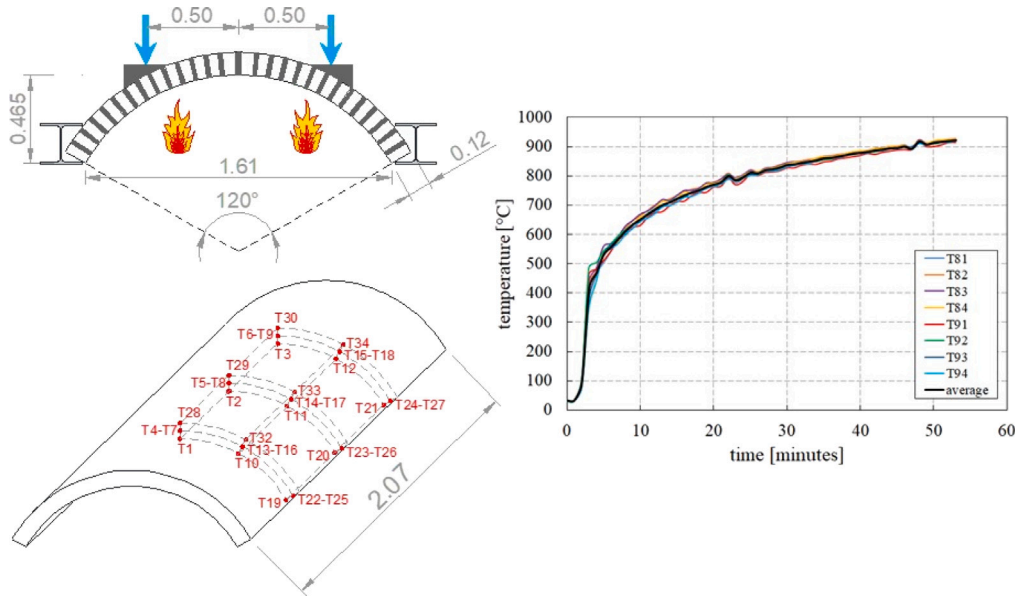 0.50 0.50
0.465
0.12
1.61
120°
T30
T6-T9
T3
T34
T15-T18
T12
T29
T5-T8
T2
T33
T14-T17
T11
T21
T24-T27
T28
T4-T7
T1
T32
T13-T16
T10
T20
T23-T26
T19
T22-T25
2.07
1000
900
800
700
600
500
400
300
200
100
0
temperature [°C]
T81
T82
T83
T84
T91
T92
T93
T94
average
0 10 20 30 40 50 60
time [minutes]